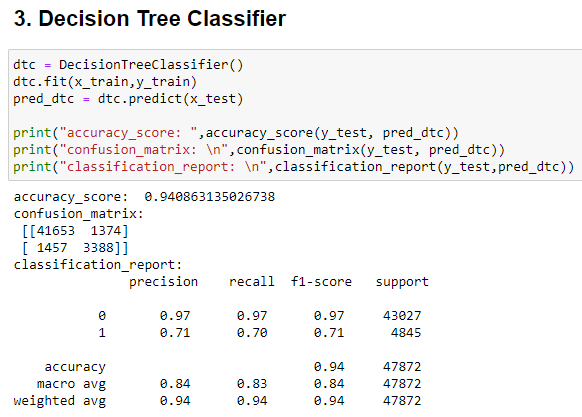 3. Decision Tree Classifier
dtc = DecisionTreeClassifier()
dtc.fit(x_train,y_train)
pred_dtc = dtc.predict(x_test)
print("accuracy_score: ",accuracy_score(y_test, pred_dtc))
print("confusion_matrix: \n",confusion_matrix(y_test, pred_dtc))
print("classification_report: \n",classification_report(y_test,pred_dtc))
accuracy_score:  0.940863135026738
confusion_matrix:
 [[41653  1374]
 [ 1457  3388]]
classification_report:
               precision    recall  f1-score   support
           0       0.97      0.97      0.97     43027
           1       0.71      0.70      0.71      4845
    accuracy                           0.94     47872
   macro avg       0.84      0.83      0.84     47872
weighted avg       0.94      0.94      0.94     47872